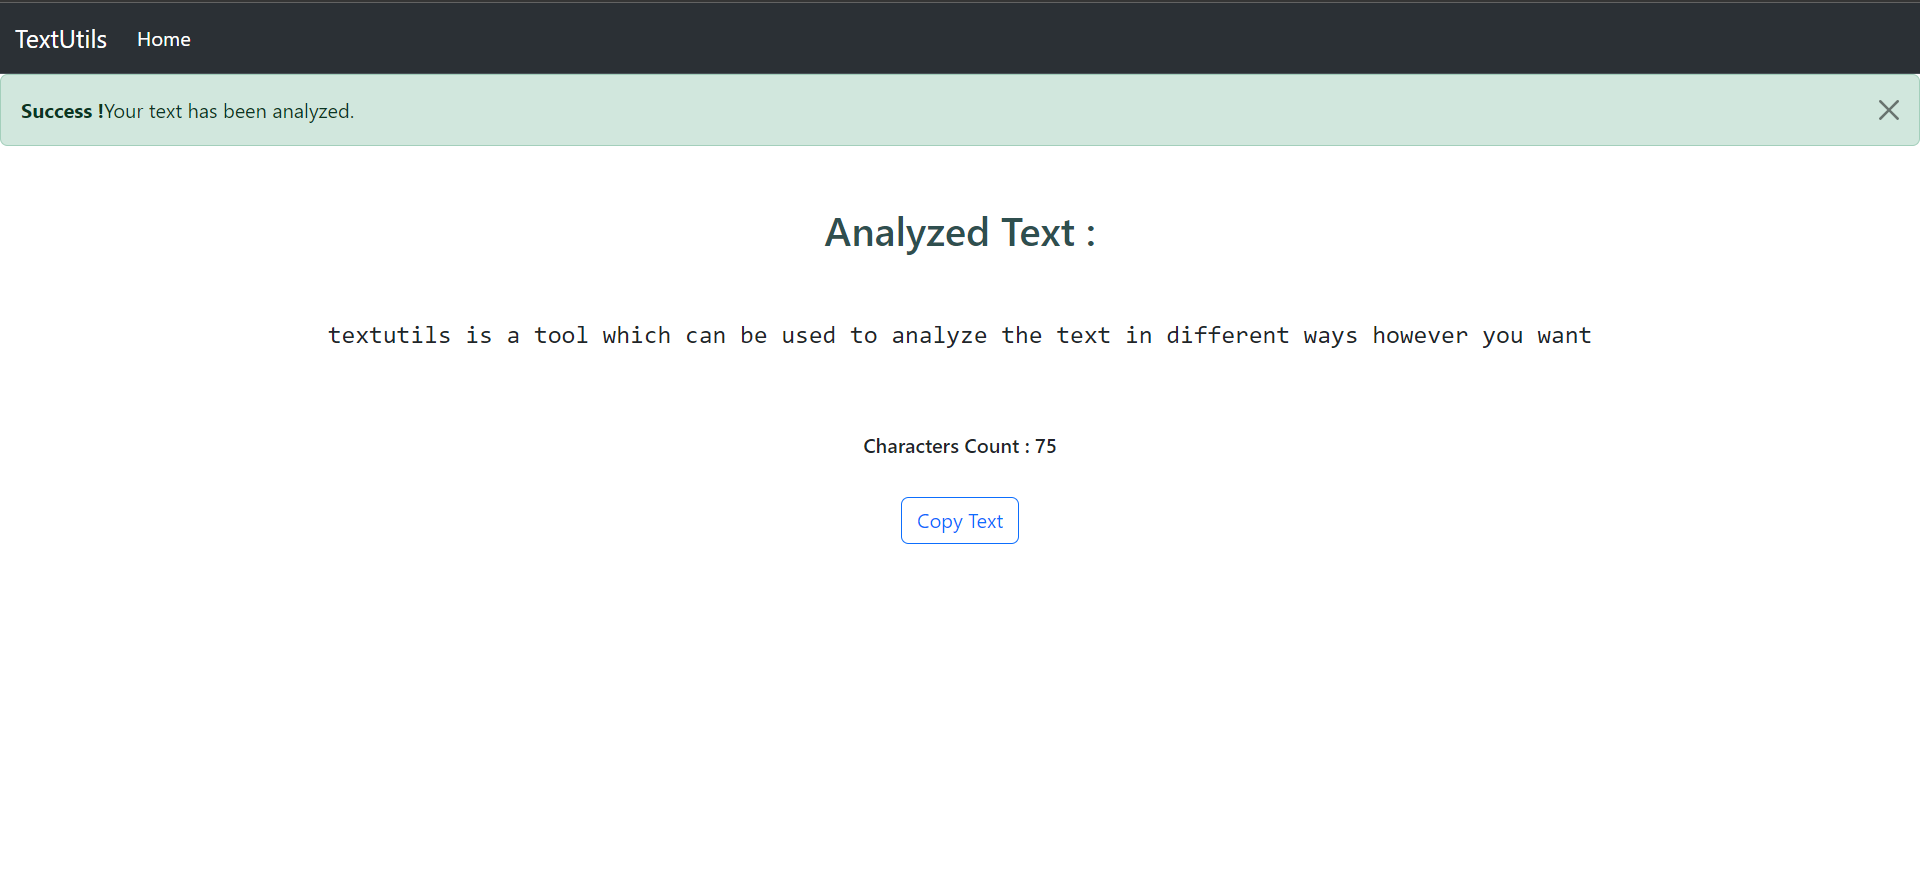 TextUtils Home
Success !Your text has been analyzed.
Analyzed Text :
textutils is a tool which can be used to analyze the text in different ways however you want
Characters Count : 75
Copy Text